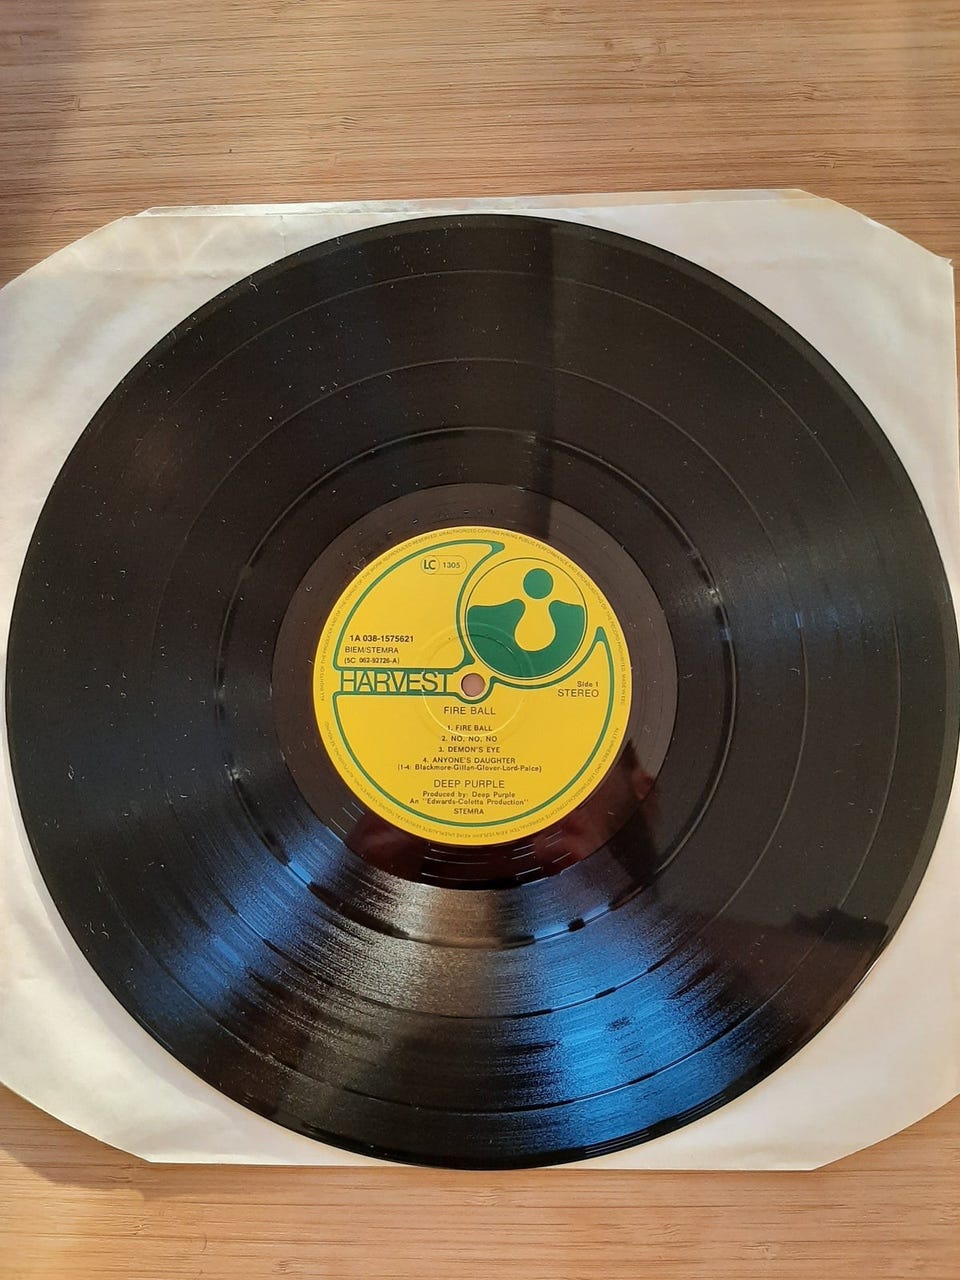 LC 1305
1A 038-1575621
BIEM/STEMRA
(5C 062-92726-A)
HARVEST
Side 1
STEREO
FIRE BALL
1. FIRE BALL
2. NO, NO, NO
3. DEMON'S EYE
4. ANYONE'S DAUGHTER
(1-4: Blackmore-Gillan-Glover-Lord-Paice)
DEEP PURPLE
Produced by: Deep Purple
An "Edwards-Coletta Production"
STEMRA